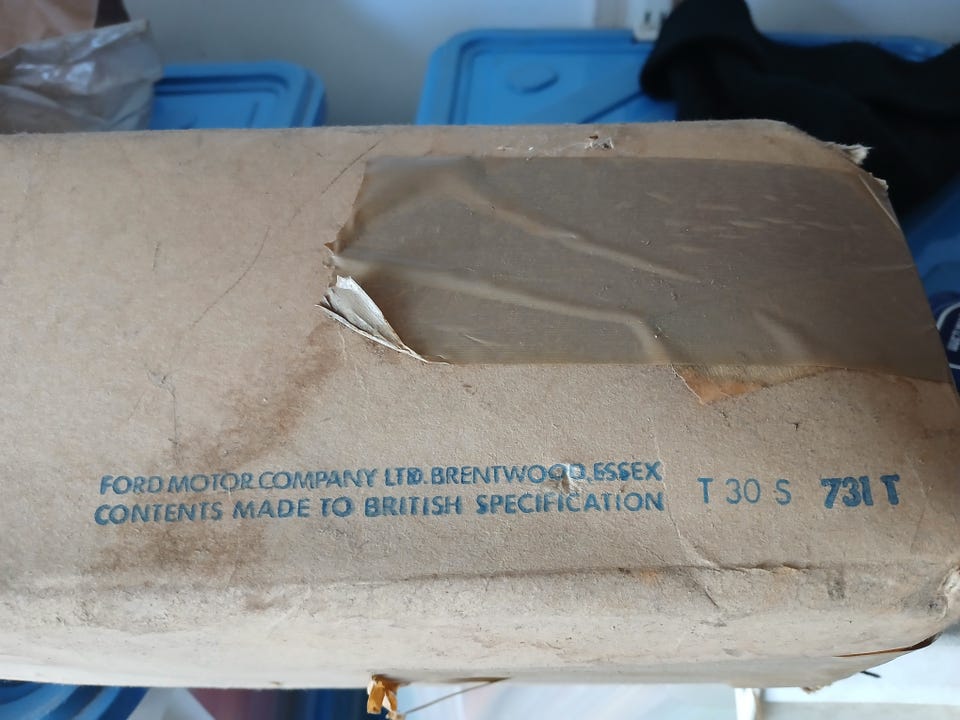 FORD MOTOR COMPANY LTD. BRENTWOOD, ESSEX
CONTENTS MADE TO BRITISH SPECIFICATION T 30 S 731 T